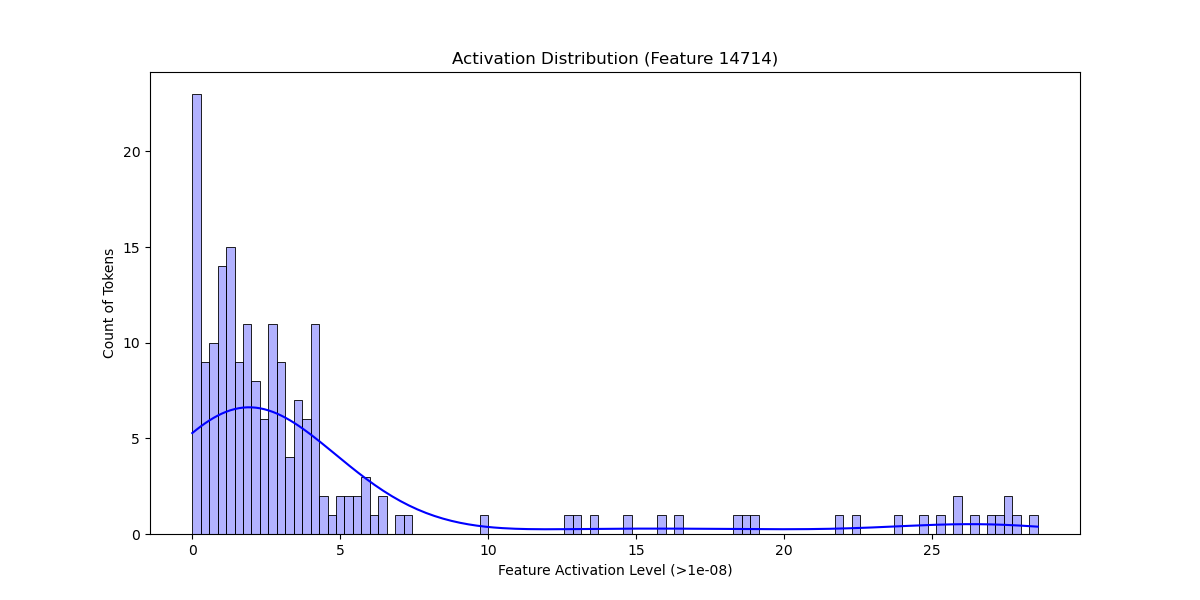 Activation Distribution (Feature 14714)
Count of Tokens
20
15
10
5
0
0 5 10 15 20 25
Feature Activation Level (>1e-08)